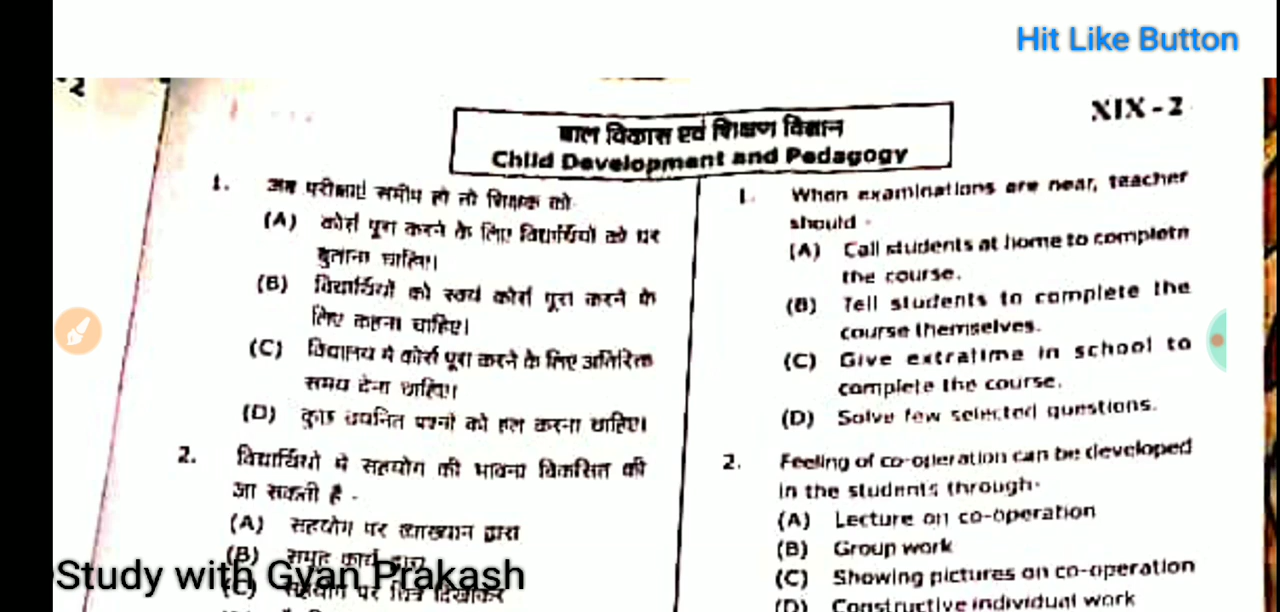 Hit Like Button
XIX - 2
बाल विकास एवं शिक्षण विज्ञान
Child Development and Pedagogy
1. जब परीक्षाएं समीप हो तो शिक्षक को
(A) कोर्स पूरा करने के लिए विद्यार्थियों को घर
बुलाना चाहिए।
(B) विद्यार्थियों को स्वयं कोर्स पूरा करने के
लिए कहना चाहिए।
(C) विद्यालय मे कोर्स पूरा करने के लिए अतिरिक्त
समय देना चाहिए।
(D) कुछ प्रश्नों को हल करना चाहिए।
2. विद्यार्थियो मे सहयोग की भावना विकसित की
जा सकती है -
(A) सहयोग पर व्याख्यान द्वारा
(B) समूह कार्य द्वारा
(C) सहयोग पर चित्र दिखाकर
1. When examinations are near, teacher
should -
(A) Call students at home to complete
the course.
(B) Tell students to complete the
course themselves.
(C) Give extratime in school to
complete the course.
(D) Solve few selected questions.
2. Feeling of co-operation can be developed
in the students through-
(A) Lecture on co-operation
(B) Group work
(C) Showing pictures on co-operation
(D) Constructive individual work
Study with Gyan Prakash